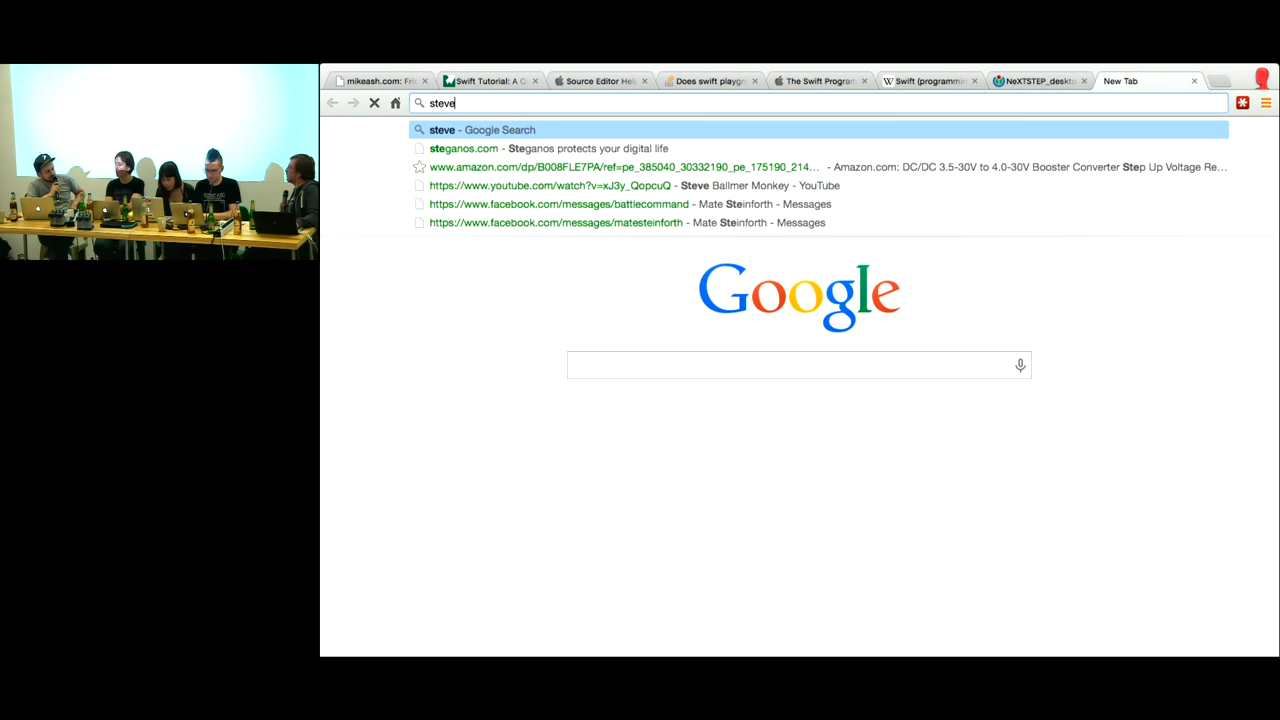 mikeash.com: Fri
Swift Tutorial: A Q
Source Editor Help
Does swift playgr
The Swift Program
Swift (programmin
NeXTSTEP_deskto
New Tab
steve
steve - Google Search
steganos.com - Steganos protects your digital life
www.amazon.com/dp/B008FLE7PA/ref=pe_385040_30332190_pe_175190_214... - Amazon.com: DC/DC 3.5-30V to 4.0-30V Booster Converter Step Up Voltage Re...
https://www.youtube.com/watch?v=xJ3y_QopcuQ - Steve Ballmer Monkey - YouTube
https://www.facebook.com/messages/battlecommand - Mate Steinforth - Messages
https://www.facebook.com/messages/matesteinforth - Mate Steinforth - Messages
Google